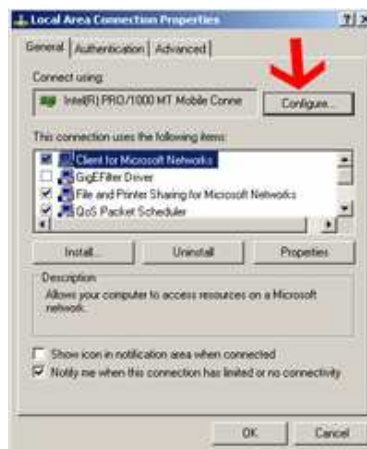 Local Area Connection Properties
General Authentication Advanced
Connect using:
Intel(R) PRO/1000 MT Mobile Conne
Configure...
This connection uses the following items:
Client for Microsoft Networks
GigEFilter Driver
File and Printer Sharing for Microsoft Networks
QoS Packet Scheduler
Install... Uninstall Properties
Description
Allows your computer to access resources on a Microsoft
network.
Show icon in notification area when connected
Notify me when this connection has limited or no connectivity
OK Cancel